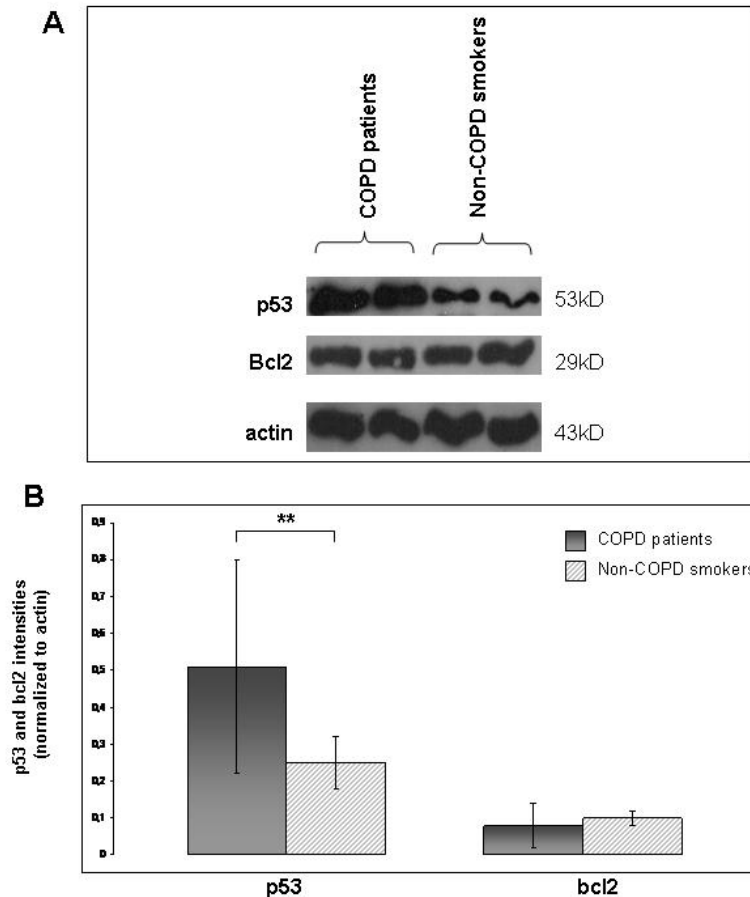 A
COPD patients
Non-COPD smokers
p53
53kD
Bcl2
29kD
actin
43kD
B
**
COPD patients
Non-COPD smokers
p53 and bcl2 intensities
(normalized to actin)
0,9
0,8
0,7
0,6
0,5
0,4
0,3
0,2
0,1
0
p53
bcl2